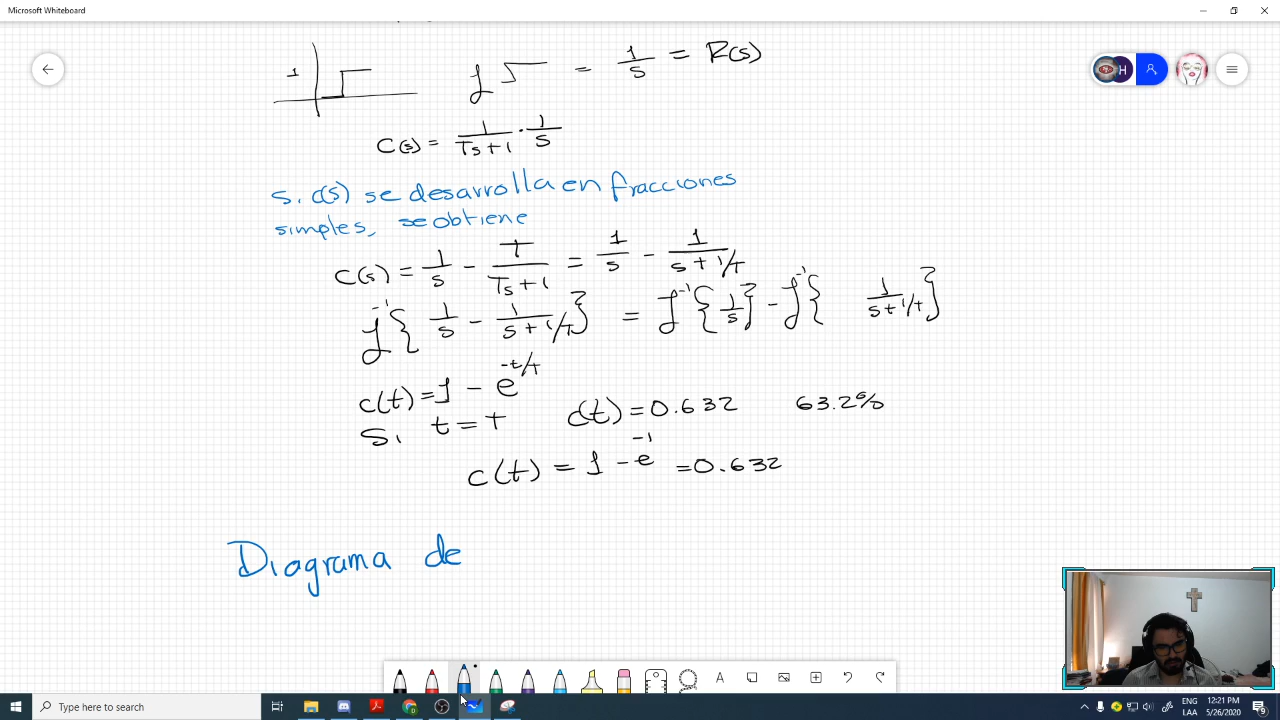 Microsoft Whiteboard
1 ℒ = 1/s = R(s)
C(s) = 1/(Ts+1) · 1/s
Si C(s) se desarrolla en fracciones
simples, se obtiene
C(s) = 1/s - T/(Ts+1) = 1/s - 1/(s+1/T)
ℒ⁻¹{ 1/s - 1/(s+1/T) } = ℒ⁻¹{1/s} - ℒ⁻¹{ 1/(s+1/T) }
c(t) = 1 - e^(-t/T)
Si t = T c(t) = 0.632 63.2%
c(t) = 1 - e^(-1) = 0.632
Diagrama de
H
A
Type here to search
ENG
LAA
12:21 PM
5/26/2020
9